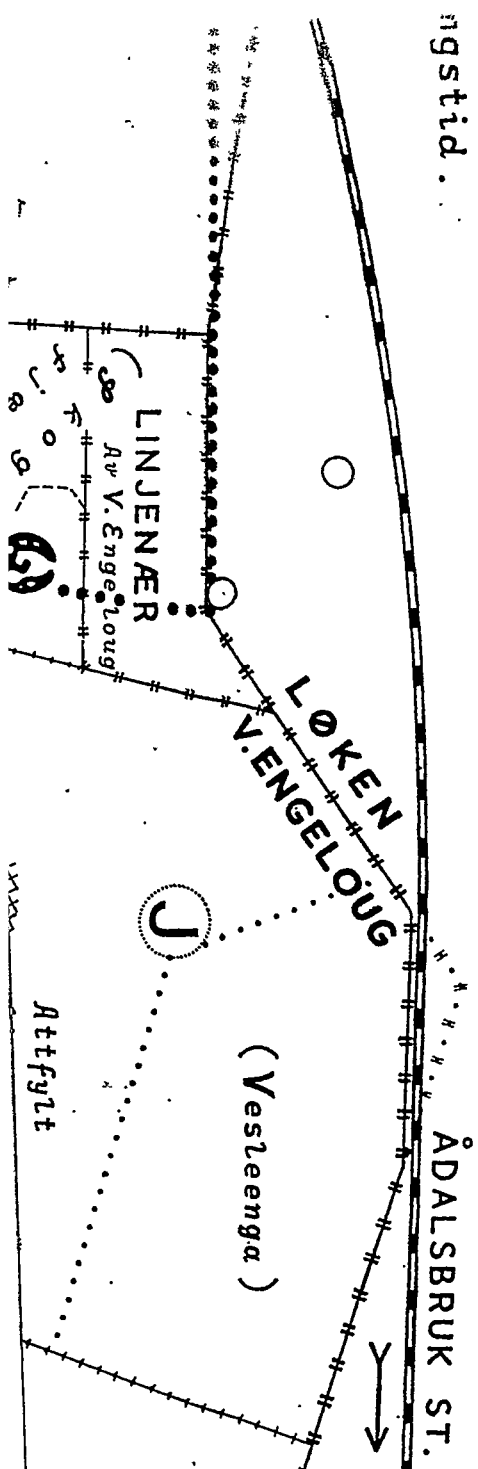 ngstid.
ÅDALSBRUK ST.
LØKEN
V.ENGELOUG
(Vesleenga)
LINJENÆR
Av V.Engeloug
J
Attfylt